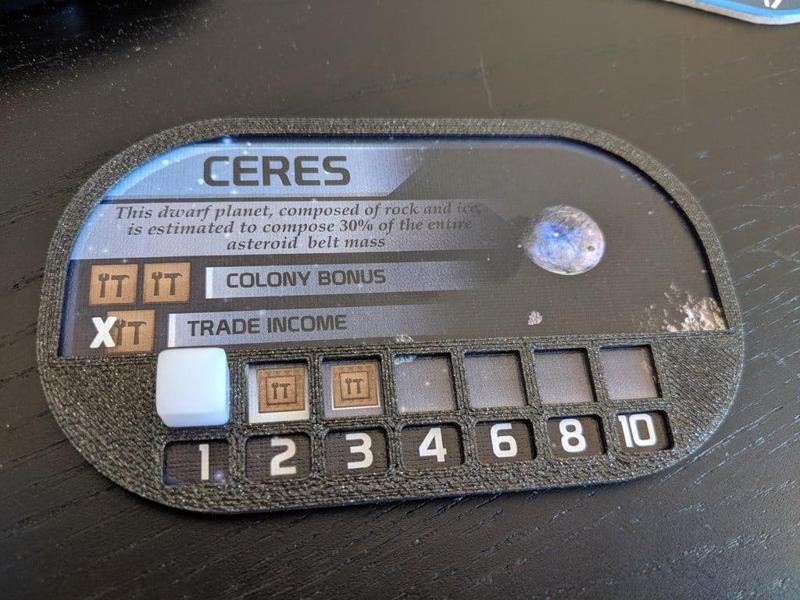 CERES
This dwarf planet, composed of rock and ice,
is estimated to compose 30% of the entire
asteroid belt mass
COLONY BONUS
X
TRADE INCOME
1 2 3 4 6 8 10